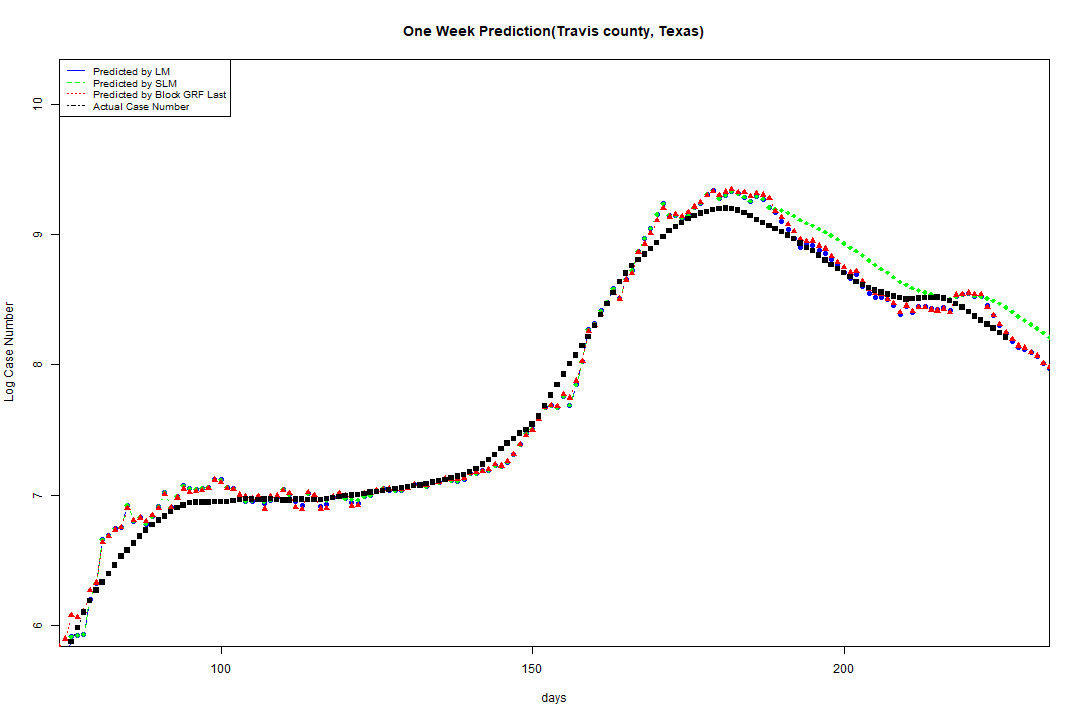 One Week Prediction(Travis county, Texas)
Predicted by LM
Predicted by SLM
Predicted by Block GRF Last
Actual Case Number
10
9
8
7
6
Log Case Number
100
150
200
days